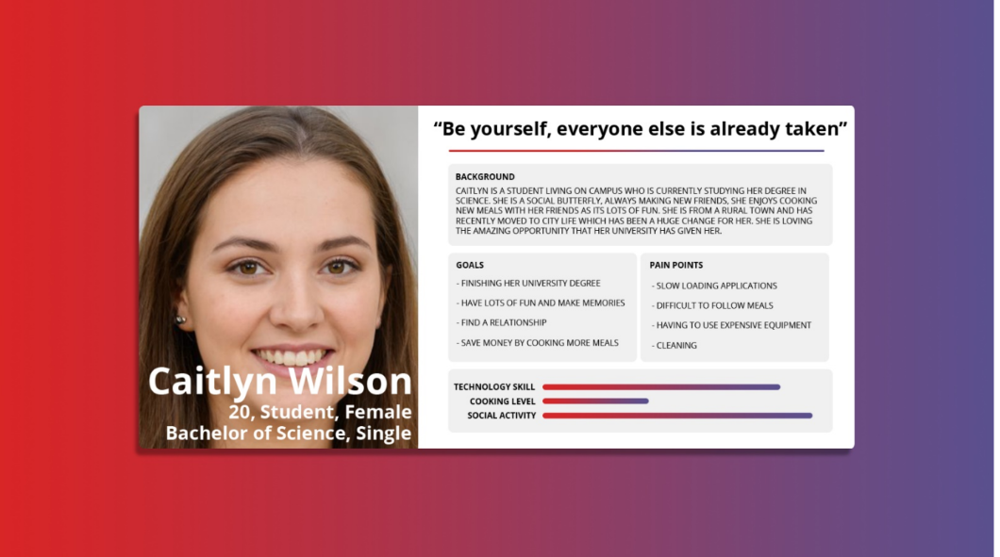 “Be yourself, everyone else is already taken”
BACKGROUND
CAITLYN IS A STUDENT LIVING ON CAMPUS WHO IS CURRENTLY STUDYING HER DEGREE IN
SCIENCE. SHE IS A SOCIAL BUTTERFLY, ALWAYS MAKING NEW FRIENDS, SHE ENJOYS COOKING
NEW MEALS WITH HER FRIENDS AS ITS LOTS OF FUN. SHE IS FROM A RURAL TOWN AND HAS
RECENTLY MOVED TO CITY LIFE WHICH HAS BEEN A HUGE CHANGE FOR HER. SHE IS LOVING
THE AMAZING OPPORTUNITY THAT HER UNIVERSITY HAS GIVEN HER.
GOALS
- FINISHING HER UNIVERSITY DEGREE
- HAVE LOTS OF FUN AND MAKE MEMORIES
- FIND A RELATIONSHIP
- SAVE MONEY BY COOKING MORE MEALS
PAIN POINTS
- SLOW LOADING APPLICATIONS
- DIFFICULT TO FOLLOW MEALS
- HAVING TO USE EXPENSIVE EQUIPMENT
- CLEANING
Caitlyn Wilson
20, Student, Female
Bachelor of Science, Single
TECHNOLOGY SKILL
COOKING LEVEL
SOCIAL ACTIVITY